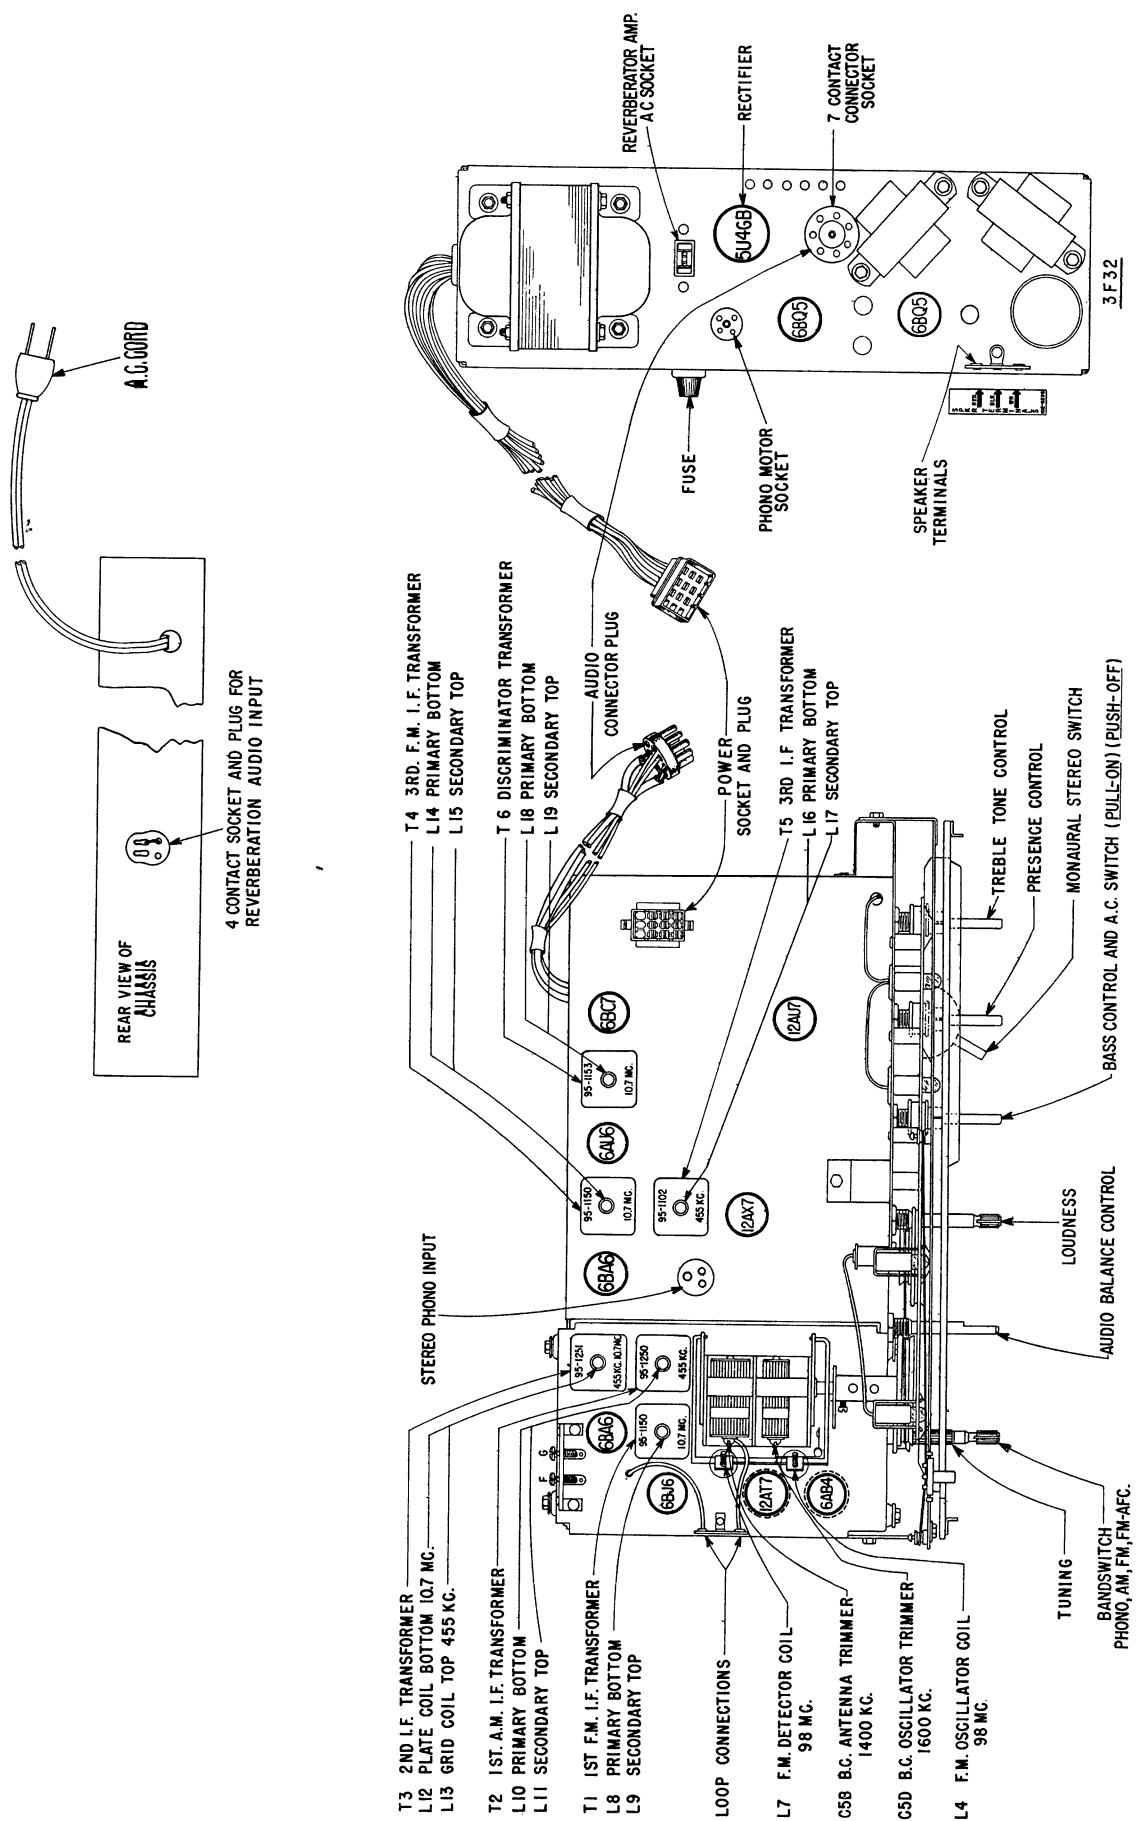 A.C. CORD
4 CONTACT SOCKET AND PLUG FOR
REVERBERATION AUDIO INPUT
REAR VIEW OF
CHASSIS
REVERBERATOR AMP.
A C SOCKET
RECTIFIER
7 CONTACT
CONNECTOR
SOCKET
5U4GB
6BQ5
6BQ5
3F32
FUSE
PHONO MOTOR
SOCKET
SPEAKER
TERMINALS
AUDIO
CONNECTOR PLUG
POWER
SOCKET AND PLUG
T4 3RD. F.M. I.F. TRANSFORMER
L14 PRIMARY BOTTOM
L15 SECONDARY TOP
T6 DISCRIMINATOR TRANSFORMER
L18 PRIMARY BOTTOM
L19 SECONDARY TOP
T5 3RD I.F TRANSFORMER
L16 PRIMARY BOTTOM
L17 SECONDARY TOP
6BC7
95-1153
10.7 MC.
12AU7
6AU6
95-1150
10.7 MC.
95-1102
455 KC.
12AX7
6BA6
STEREO PHONO INPUT
95-1251
455KC. 10.7MC
95-1250
455 KC.
6BA6
95-1150
10.7 MC.
G
F
6BJ6
12AT7
6AB4
TREBLE TONE CONTROL
PRESENCE CONTROL
MONAURAL STEREO SWITCH
BASS CONTROL AND A.C. SWITCH (PULL-ON) (PUSH-OFF)
LOUDNESS
AUDIO BALANCE CONTROL
TUNING
BANDSWITCH
PHONO, AM, FM, FM-AFC.
T3 2ND I.F. TRANSFORMER
L12 PLATE COIL BOTTOM 10.7 MC.
L13 GRID COIL TOP 455 KC.
T2 1ST. A.M. I.F. TRANSFORMER
L10 PRIMARY BOTTOM
L11 SECONDARY TOP
T1 1ST F.M. I.F. TRANSFORMER
L8 PRIMARY BOTTOM
L9 SECONDARY TOP
LOOP CONNECTIONS
L7 F.M. DETECTOR COIL
98 MC.
C5B B.C. ANTENNA TRIMMER
1400 KC.
C5D B.C. OSCILLATOR TRIMMER
1600 KC.
L4 F.M. OSCILLATOR COIL
98 MC.